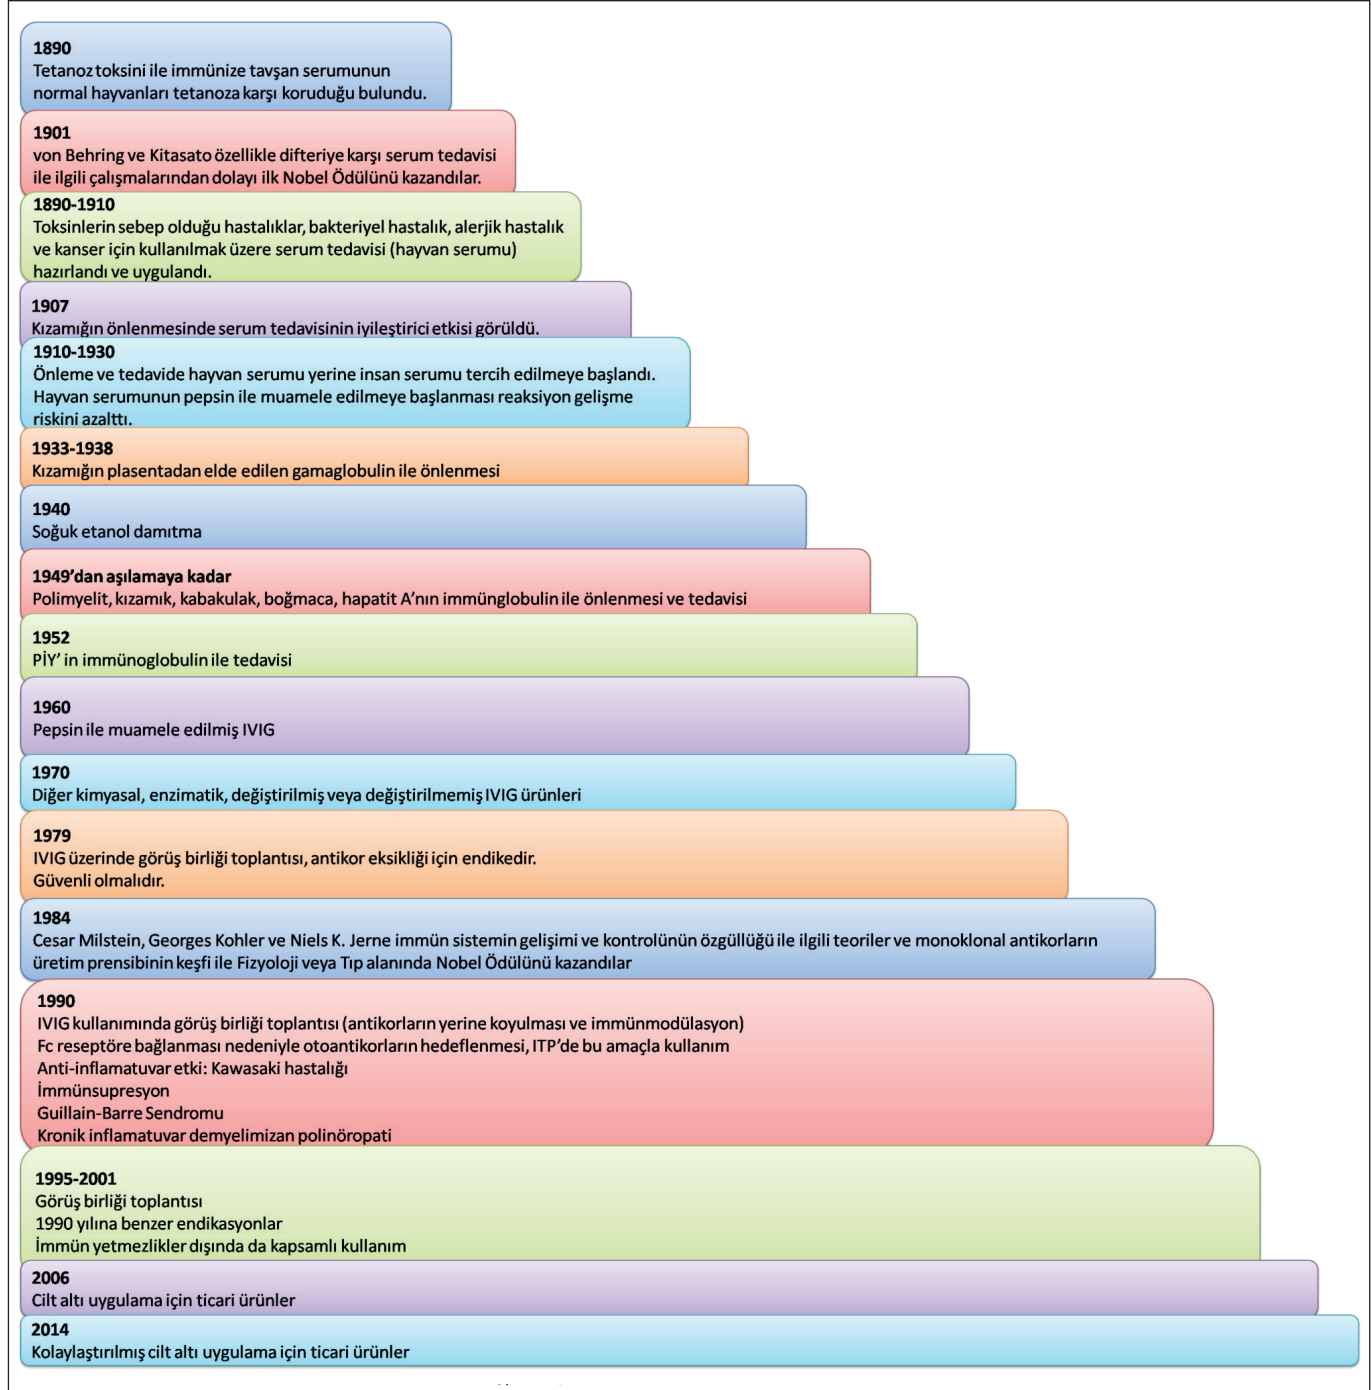 1890
Tetanoz toksini ile immünize tavşan serumunun
normal hayvanları tetanoza karşı koruduğu bulundu.
1901
von Behring ve Kitasato özellikle difteriye karşı serum tedavisi
ile ilgili çalışmalarından dolayı ilk Nobel Ödülünü kazandılar.
1890-1910
Toksinlerin sebep olduğu hastalıklar, bakteriyel hastalık, alerjik hastalık
ve kanser için kullanılmak üzere serum tedavisi (hayvan serumu)
hazırlandı ve uygulandı.
1907
Kızamığın önlenmesinde serum tedavisinin iyileştirici etkisi görüldü.
1910-1930
Önleme ve tedavide hayvan serumu yerine insan serumu tercih edilmeye başlandı.
Hayvan serumunun pepsin ile muamele edilmeye başlanması reaksiyon gelişme
riskini azalttı.
1933-1938
Kızamığın plasentadan elde edilen gamaglobulin ile önlenmesi
1940
Soğuk etanol damıtma
1949’dan aşılamaya kadar
Polimyelit, kızamık, kabakulak, boğmaca, hapatit A’nın immünglobulin ile önlenmesi ve tedavisi
1952
PİY’ in immünoglobulin ile tedavisi
1960
Pepsin ile muamele edilmiş IVIG
1970
Diğer kimyasal, enzimatik, değiştirilmiş veya değiştirilmemiş IVIG ürünleri
1979
IVIG üzerinde görüş birliği toplantısı, antikor eksikliği için endikedir.
Güvenli olmalıdır.
1984
Cesar Milstein, Georges Kohler ve Niels K. Jerne immün sistemin gelişimi ve kontrolünün özgüllüğü ile ilgili teoriler ve monoklonal antikorların
üretim prensibinin keşfi ile Fizyoloji veya Tıp alanında Nobel Ödülünü kazandılar
1990
IVIG kullanımında görüş birliği toplantısı (antikorların yerine koyulması ve immünmodülasyon)
Fc reseptöre bağlanması nedeniyle otoantikorların hedeflenmesi, ITP’de bu amaçla kullanım
Anti-inflamatuvar etki: Kawasaki hastalığı
İmmünsupresyon
Guillain-Barre Sendromu
Kronik inflamatuvar demyelimizan polinöropati
1995-2001
Görüş birliği toplantısı
1990 yılına benzer endikasyonlar
İmmün yetmezlikler dışında da kapsamlı kullanım
2006
Cilt altı uygulama için ticari ürünler
2014
Kolaylaştırılmış cilt altı uygulama için ticari ürünler